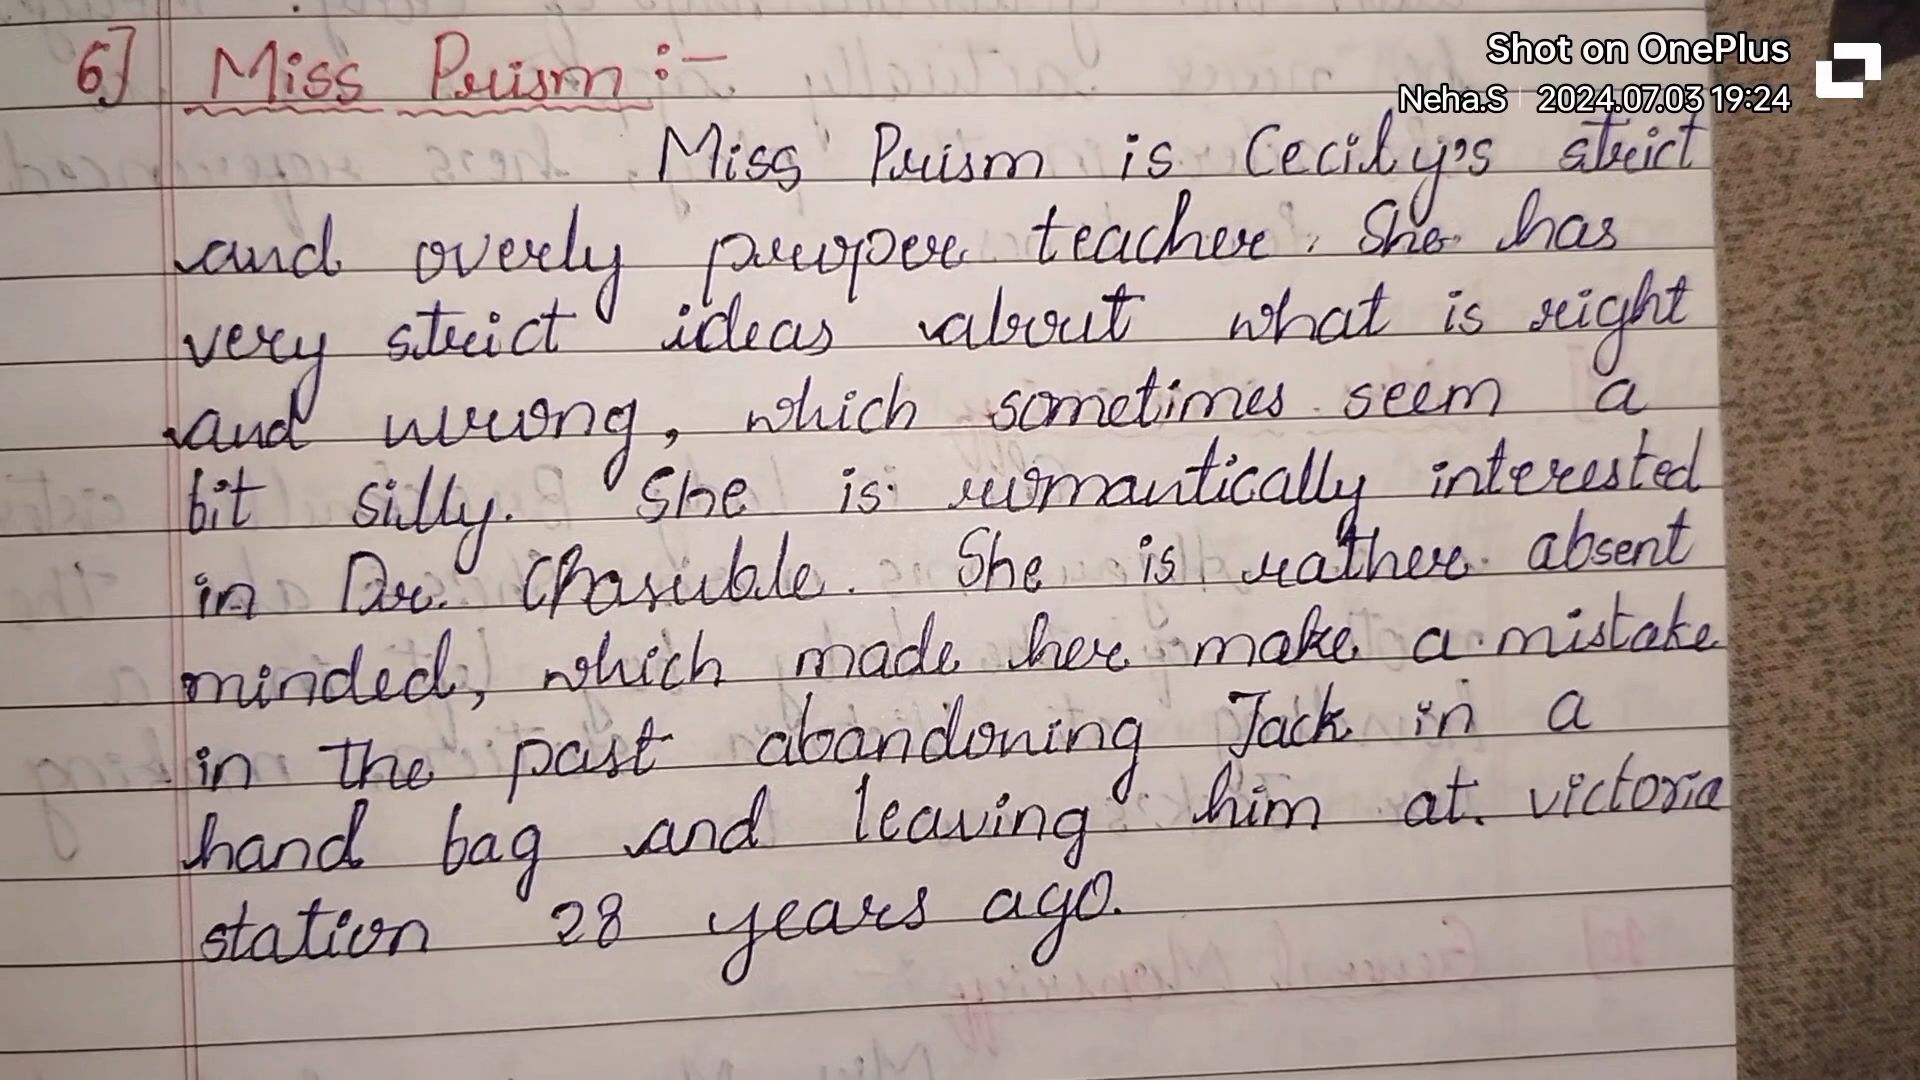 Shot on OnePlus
Neha.S | 2024.07.03 19:24
6] Miss Prism :-
Miss Prism is Cecily's strict
and overly proper teacher. She has
very strict ideas about what is right
and wrong, which sometimes seem a
bit silly. She is romantically interested
in Dr. Chasuble. She is rather absent
minded, which made her make a mistake
in the past abandoning Jack in a
hand bag and leaving him at victoria
station 28 years ago.